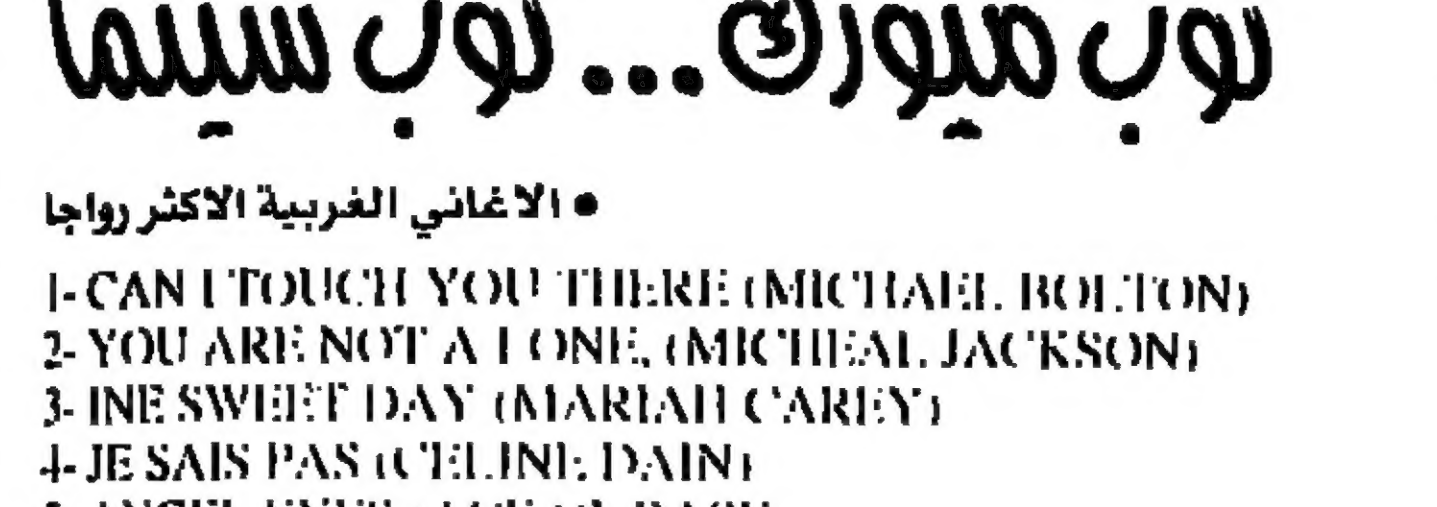 توب ميوزك... توب سينما
● الاغاني الغربية الاكثر رواجا
1- CAN I TOUCH YOU THERE (MICHAEL BOLTON)
2- YOU ARE NOT A LONE, (MICHEAL JACKSON)
3- INE SWEET DAY (MARIAH CAREY)
4- JE SAIS PAS (CELINE DAIN)